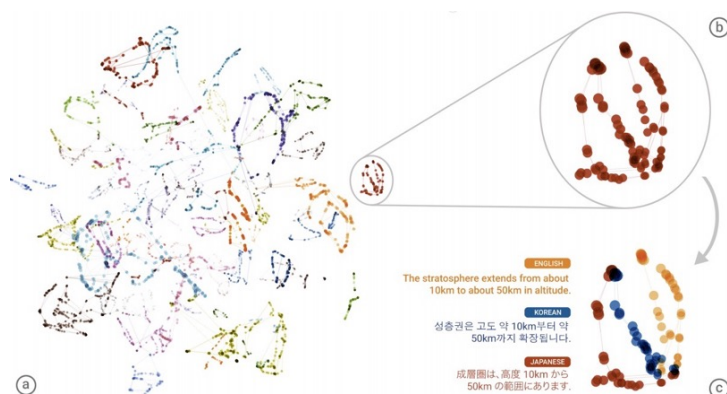 b
ENGLISH
The stratosphere extends from about
10km to about 50km in altitude.
KOREAN
성층권은 고도 약 10km부터 약
50km까지 확장됩니다.
JAPANESE
成層圏は、高度 10km から
50km の範囲にあります。
a
c